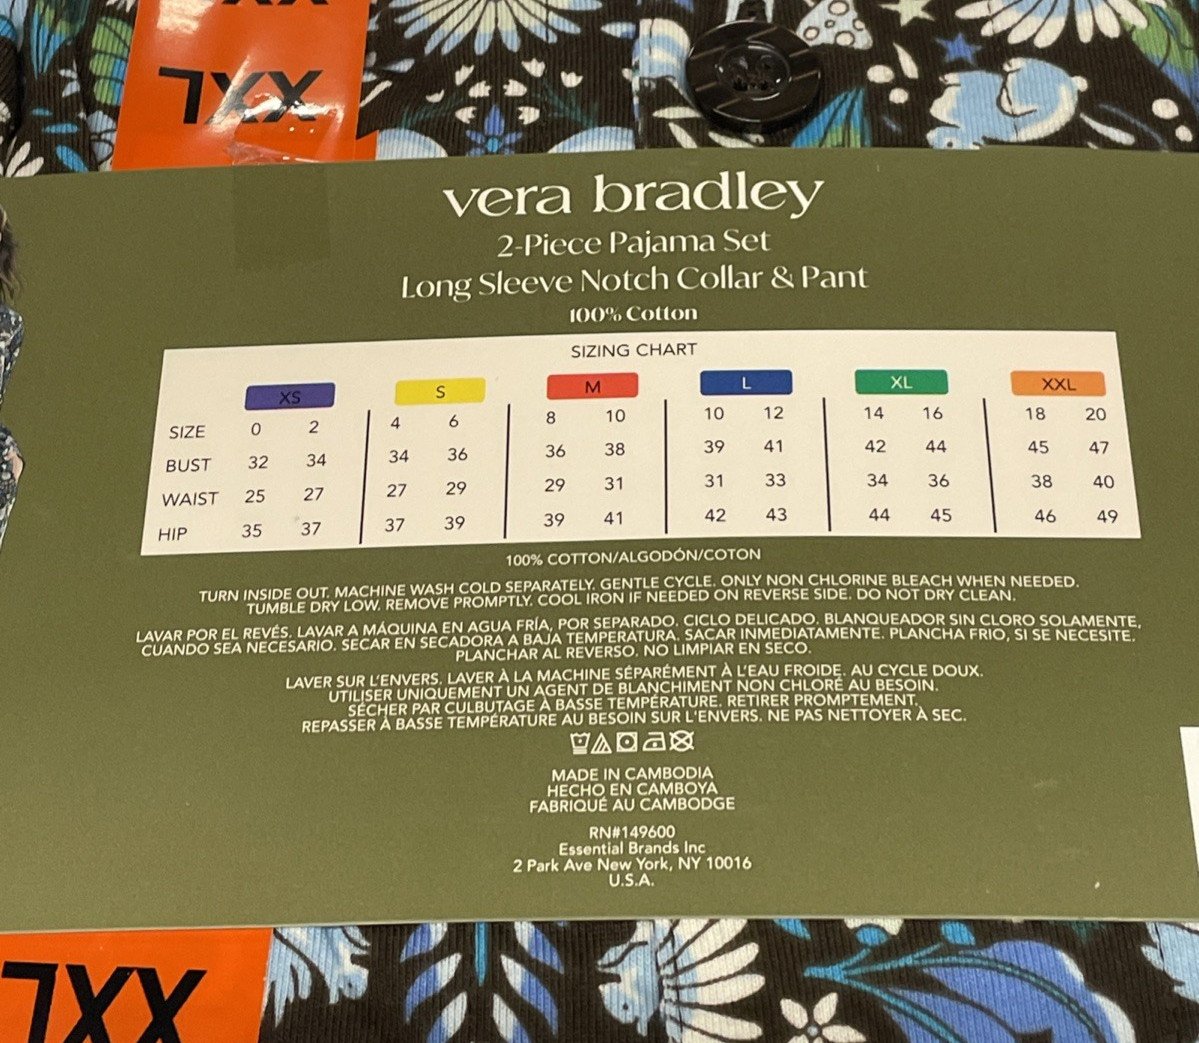 XXL
XXL
vera bradley
2-Piece Pajama Set
Long Sleeve Notch Collar & Pant
100% Cotton
SIZING CHART
XS S M L XL XXL
SIZE 0 2 4 6 8 10 10 12 14 16 18 20
BUST 32 34 34 36 36 38 39 41 42 44 45 47
WAIST 25 27 27 29 29 31 31 33 34 36 38 40
HIP 35 37 37 39 39 41 42 43 44 45 46 49
100% COTTON/ALGODÓN/COTON
TURN INSIDE OUT. MACHINE WASH COLD SEPARATELY. GENTLE CYCLE. ONLY NON CHLORINE BLEACH WHEN NEEDED.
TUMBLE DRY LOW. REMOVE PROMPTLY. COOL IRON IF NEEDED ON REVERSE SIDE. DO NOT DRY CLEAN.
LAVAR POR EL REVÉS. LAVAR A MÁQUINA EN AGUA FRÍA, POR SEPARADO. CICLO DELICADO. BLANQUEADOR SIN CLORO SOLAMENTE,
CUANDO SEA NECESARIO. SECAR EN SECADORA A BAJA TEMPERATURA. SACAR INMEDIATAMENTE. PLANCHA FRIO, SI SE NECESITE.
PLANCHAR AL REVERSO. NO LIMPIAR EN SECO.
LAVER SUR L'ENVERS. LAVER À LA MACHINE SÉPARÉMENT À L'EAU FROIDE. AU CYCLE DOUX.
UTILISER UNIQUEMENT UN AGENT DE BLANCHIMENT NON CHLORÉ AU BESOIN.
SÉCHER PAR CULBUTAGE À BASSE TEMPÉRATURE. RETIRER PROMPTEMENT.
REPASSER À BASSE TEMPÉRATURE AU BESOIN SUR L'ENVERS. NE PAS NETTOYER À SEC.
MADE IN CAMBODIA
HECHO EN CAMBOYA
FABRIQUÉ AU CAMBODGE
RN#149600
Essential Brands Inc
2 Park Ave New York, NY 10016
U.S.A.
XXL